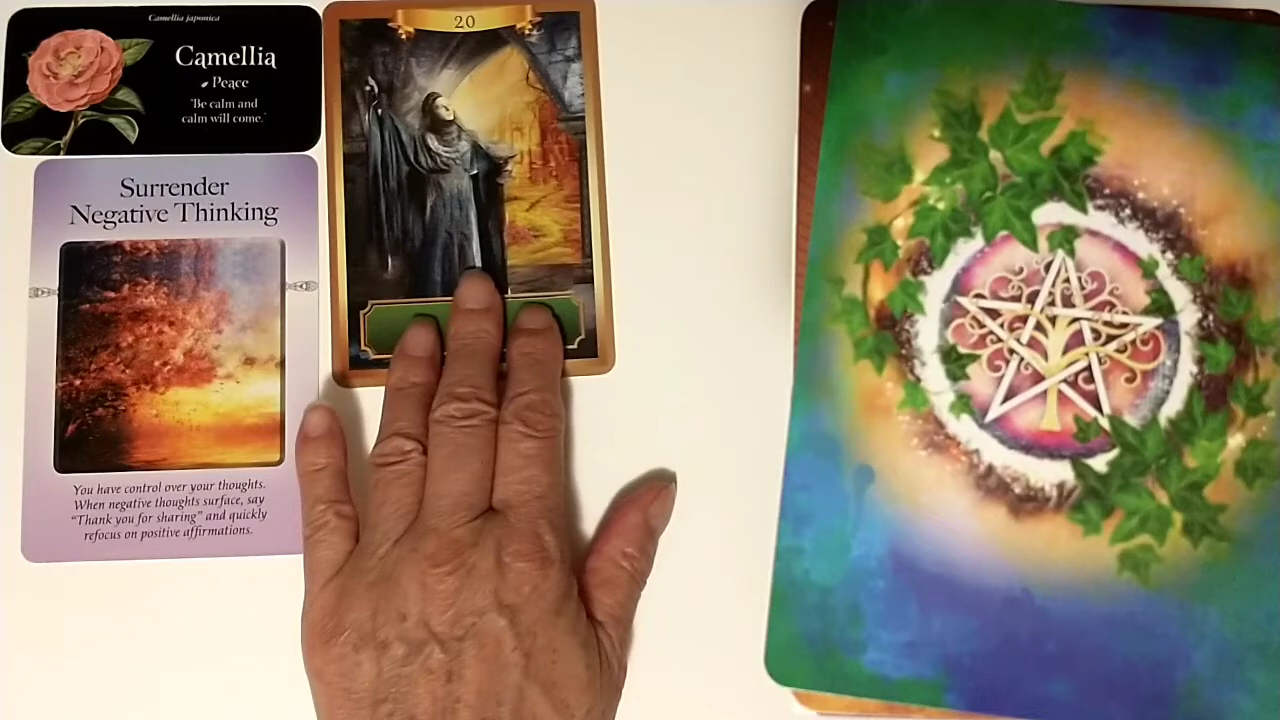 Camellia japonica
Camellia
Peace
"Be calm and
calm will come."
20
Surrender
Negative Thinking
You have control over your thoughts.
When negative thoughts surface, say
"Thank you for sharing" and quickly
refocus on positive affirmations.